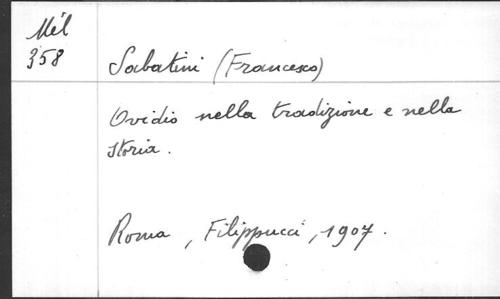 Mél
358
Sabatini (Francesco)
Ovidio nella tradizione e nella
storia.
Roma, Filippucci, 1907.